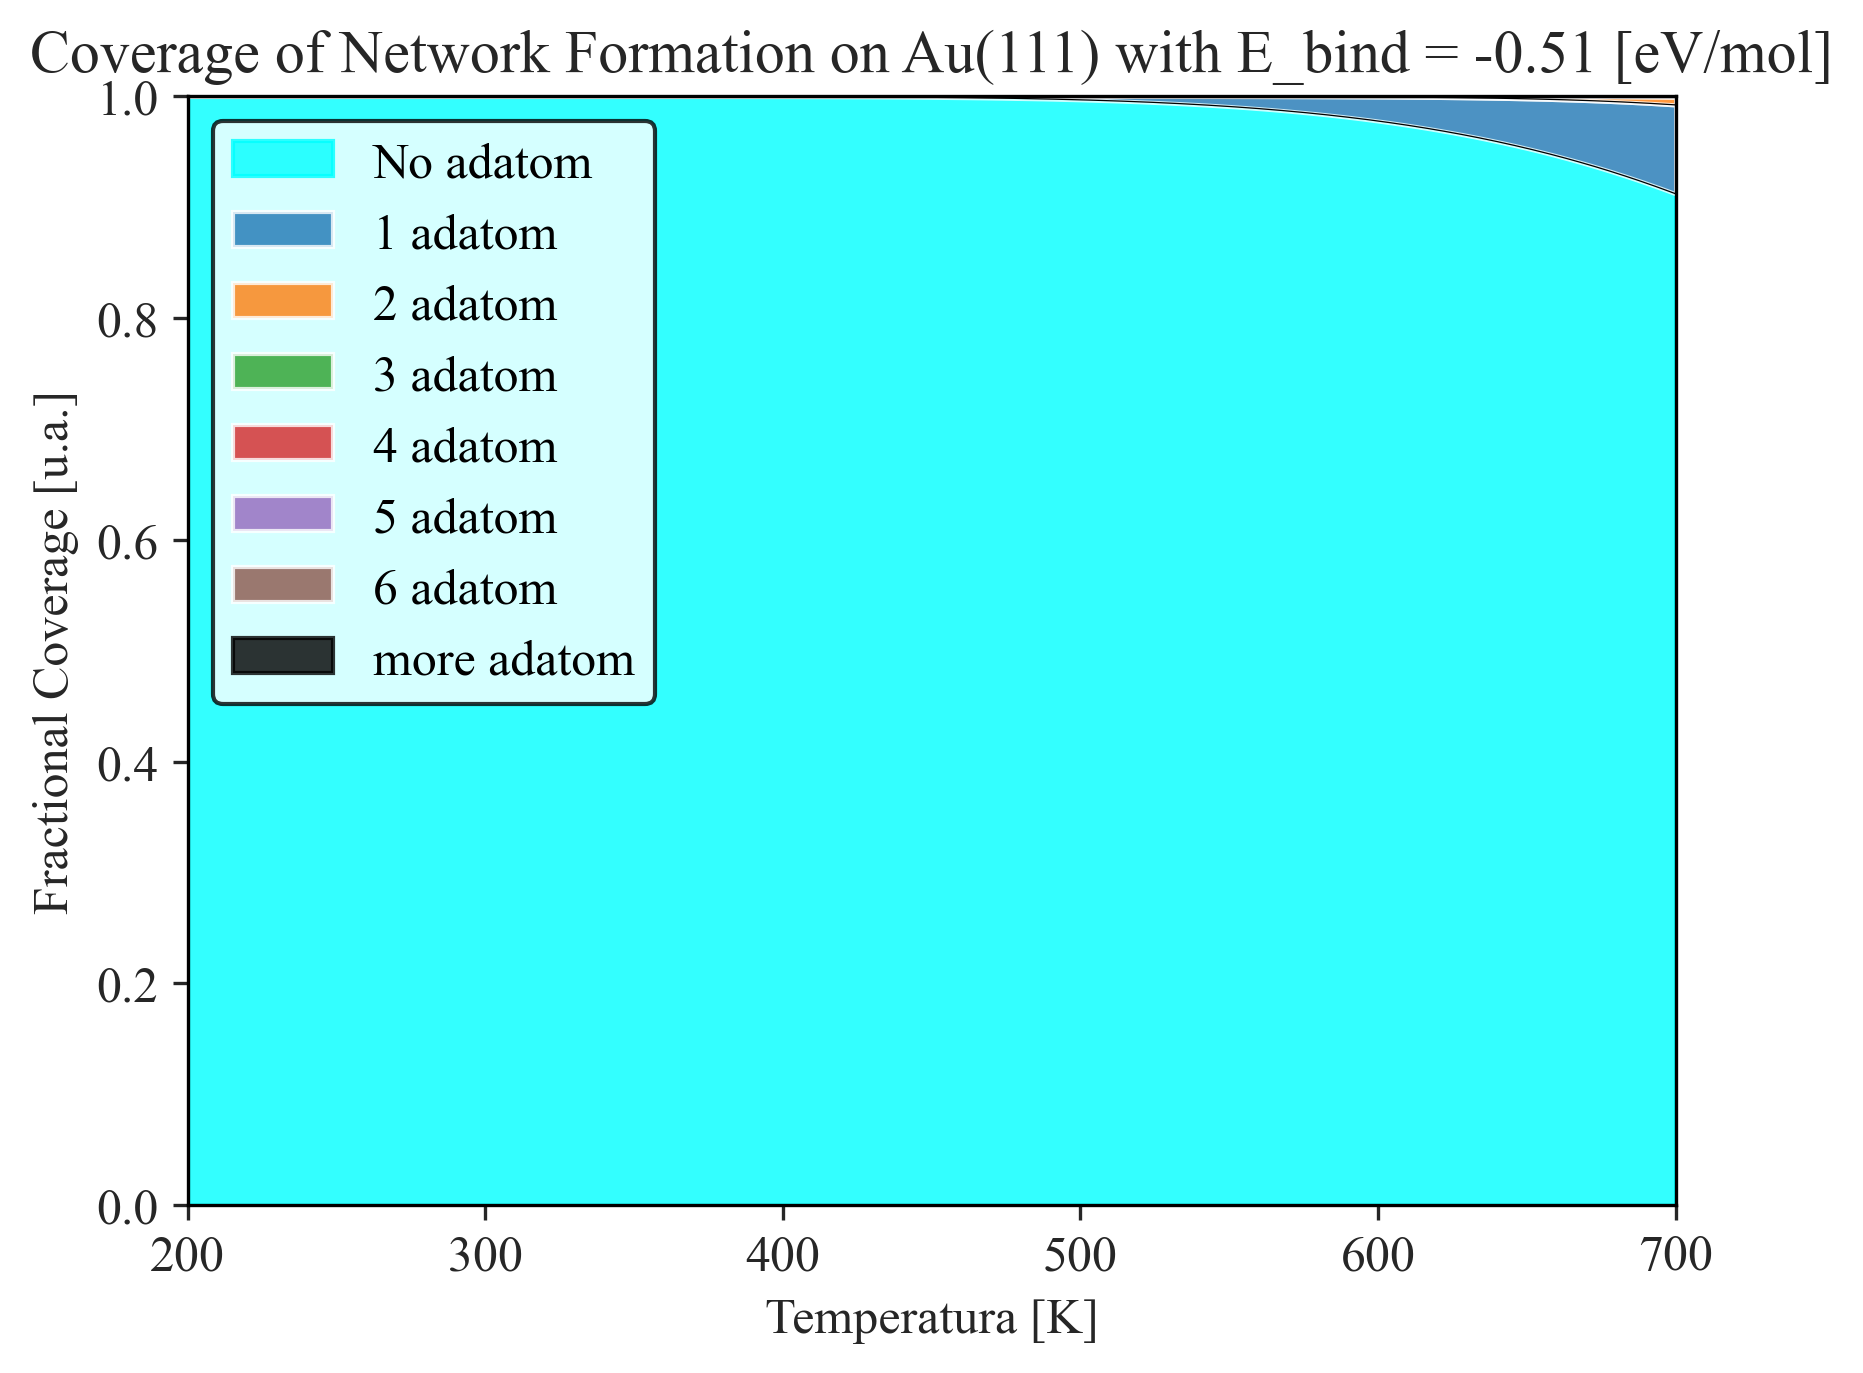 Coverage of Network Formation on Au(111) with E_bind = -0.51 [eV/mol]
1.0
0.8
0.6
0.4
0.2
0.0
Fractional Coverage [u.a.]
No adatom
1 adatom
2 adatom
3 adatom
4 adatom
5 adatom
6 adatom
more adatom
200
300
400
500
600
700
Temperatura [K]